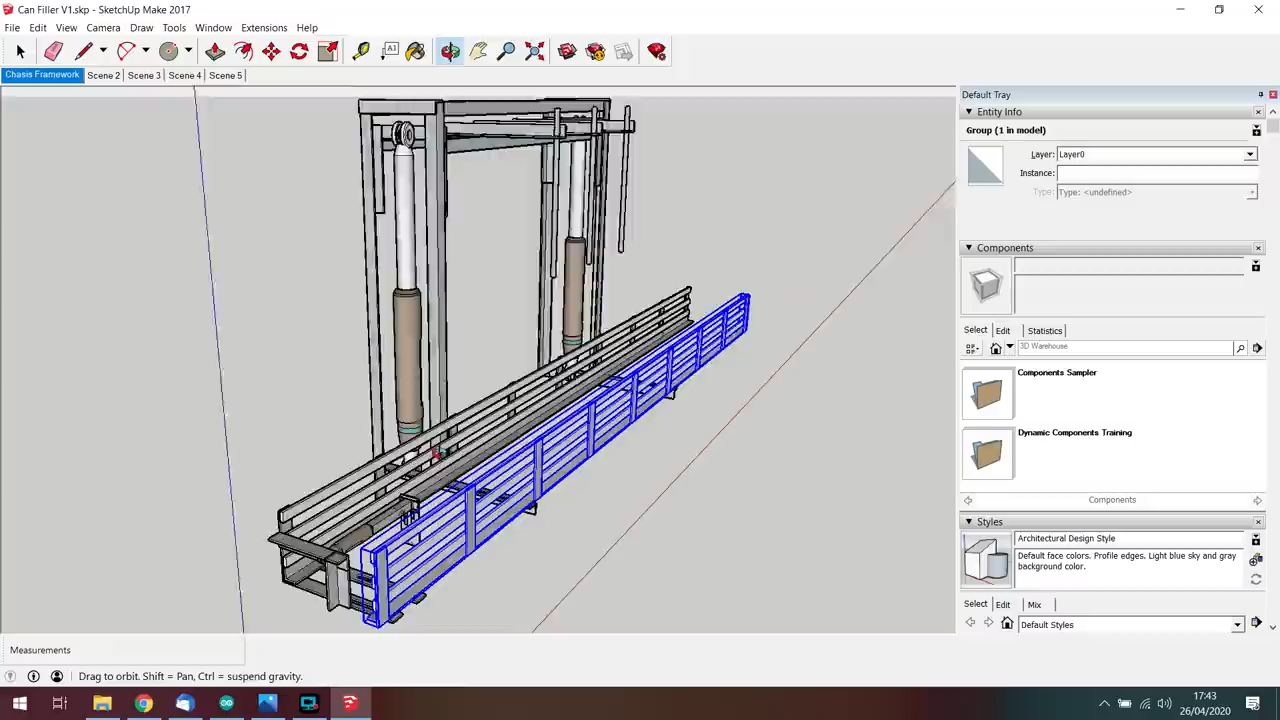 Can Filler V1.skp - SketchUp Make 2017
File Edit View Camera Draw Tools Window Extensions Help
A1
Chasis Framework Scene 2 Scene 3 Scene 4 Scene 5
Default Tray
Entity Info
Group (1 in model)
Layer: Layer0
Instance:
Type: Type: <undefined>
Components
Select Edit Statistics
3D Warehouse
Components Sampler
Dynamic Components Training
Components
Styles
Architectural Design Style
Default face colors. Profile edges. Light blue sky and gray
background color.
Select Edit Mix
Default Styles
Measurements
Drag to orbit. Shift = Pan, Ctrl = suspend gravity.
17:43
26/04/2020